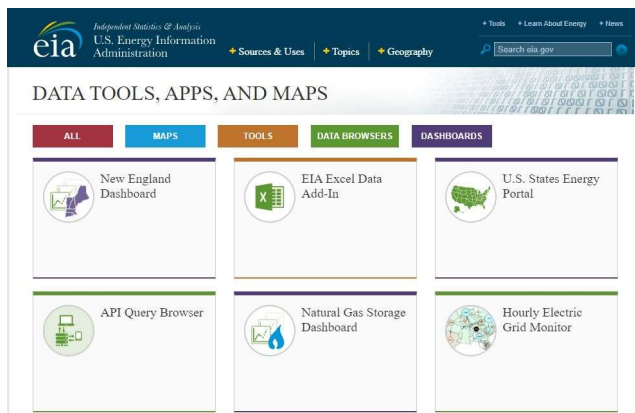 + Tools + Learn About Energy + News
eia
Independent Statistics & Analysis
U.S. Energy Information
Administration
+ Sources & Uses + Topics + Geography
Search eia.gov
DATA TOOLS, APPS, AND MAPS
ALL MAPS TOOLS DATA BROWSERS DASHBOARDS
New England
Dashboard
EIA Excel Data
Add-In
X
U.S. States Energy
Portal
API Query Browser
Natural Gas Storage
Dashboard
Hourly Electric
Grid Monitor